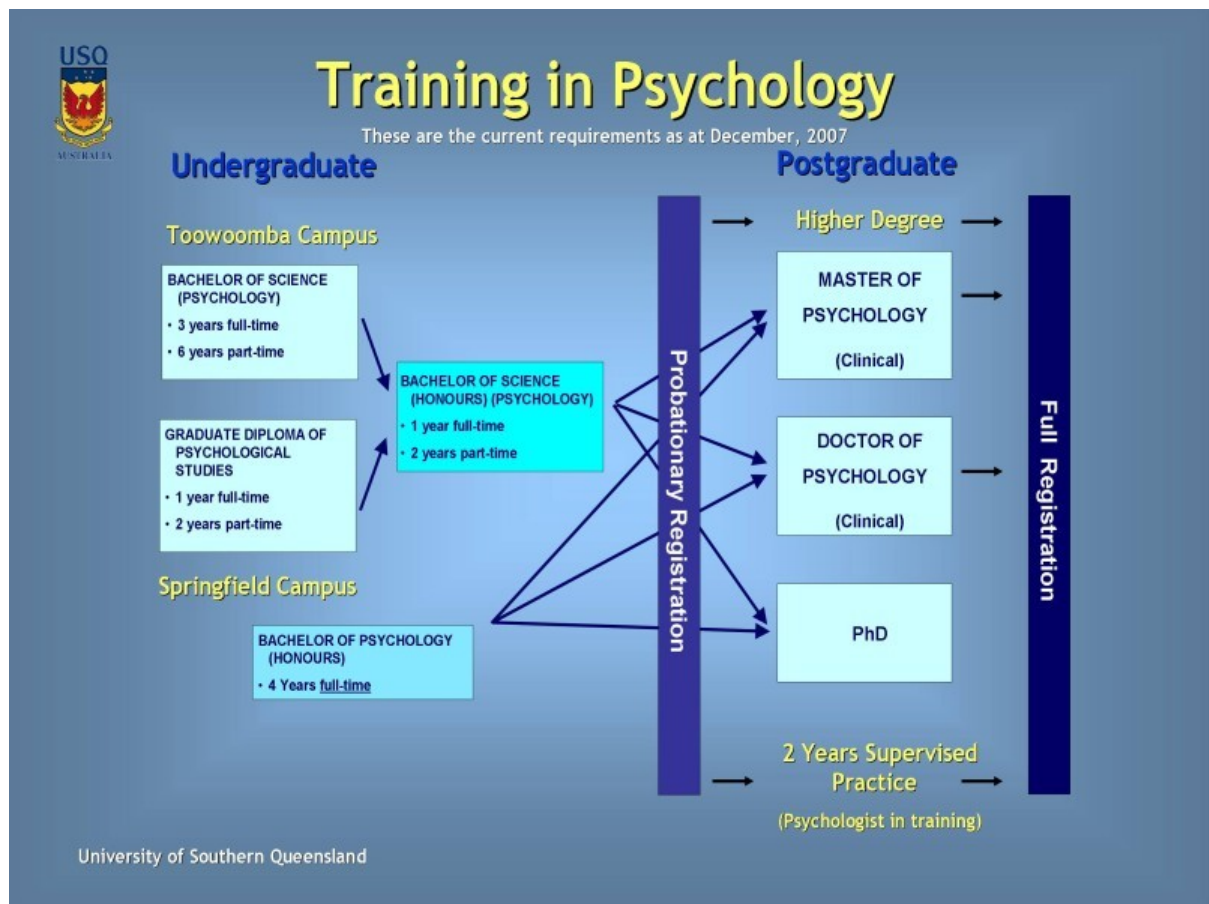 USQ
AUSTRALIA
Training in Psychology
These are the current requirements as at December, 2007
Undergraduate
Toowoomba Campus
BACHELOR OF SCIENCE
(PSYCHOLOGY)
• 3 years full-time
• 6 years part-time
GRADUATE DIPLOMA OF
PSYCHOLOGICAL
STUDIES
• 1 year full-time
• 2 years part-time
BACHELOR OF SCIENCE
(HONOURS) (PSYCHOLOGY)
• 1 year full-time
• 2 years part-time
Springfield Campus
BACHELOR OF PSYCHOLOGY
(HONOURS)
• 4 Years full-time
Probationary Registration
Postgraduate
Higher Degree
MASTER OF
PSYCHOLOGY
(Clinical)
DOCTOR OF
PSYCHOLOGY
(Clinical)
PhD
2 Years Supervised
Practice
(Psychologist in training)
Full Registration
University of Southern Queensland